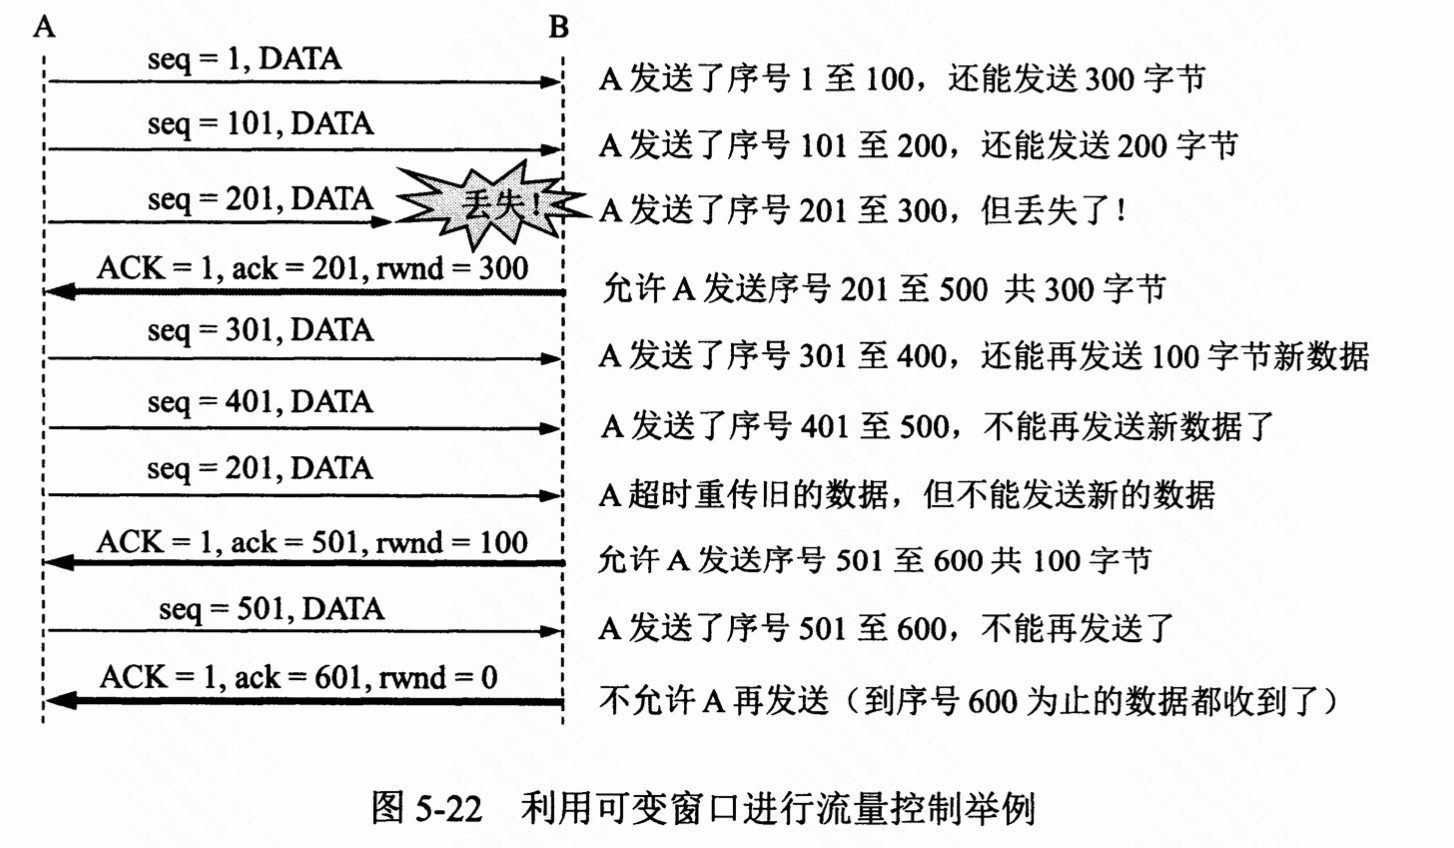 A B
seq = 1, DATA
A 发送了序号 1 至 100，还能发送 300 字节
seq = 101, DATA
A 发送了序号 101 至 200，还能发送 200 字节
seq = 201, DATA
丢失！
A 发送了序号 201 至 300，但丢失了！
ACK = 1, ack = 201, rwnd = 300
允许 A 发送序号 201 至 500 共 300 字节
seq = 301, DATA
A 发送了序号 301 至 400，还能再发送 100 字节新数据
seq = 401, DATA
A 发送了序号 401 至 500，不能再发送新数据了
seq = 201, DATA
A 超时重传旧的数据，但不能发送新的数据
ACK = 1, ack = 501, rwnd = 100
允许 A 发送序号 501 至 600 共 100 字节
seq = 501, DATA
A 发送了序号 501 至 600，不能再发送了
ACK = 1, ack = 601, rwnd = 0
不允许 A 再发送（到序号 600 为止的数据都收到了）
图 5-22 利用可变窗口进行流量控制举例